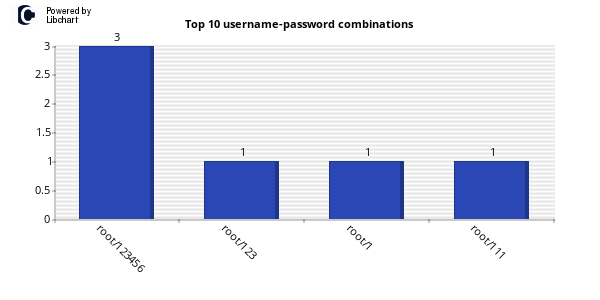 Powered by
Libchart
Top 10 username-password combinations
3
2.5
2
1.5
1
0.5
0
3
1
1
1
root/123456
root/123
root/1
root/111